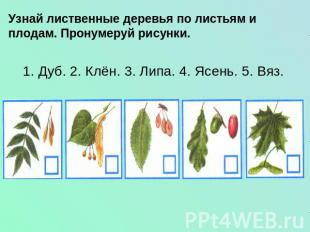 Узнай лиственные деревья по листьям и
плодам. Пронумеруй рисунки.
1. Дуб. 2. Клён. 3. Липа. 4. Ясень. 5. Вяз.
PPt4WEB.ru